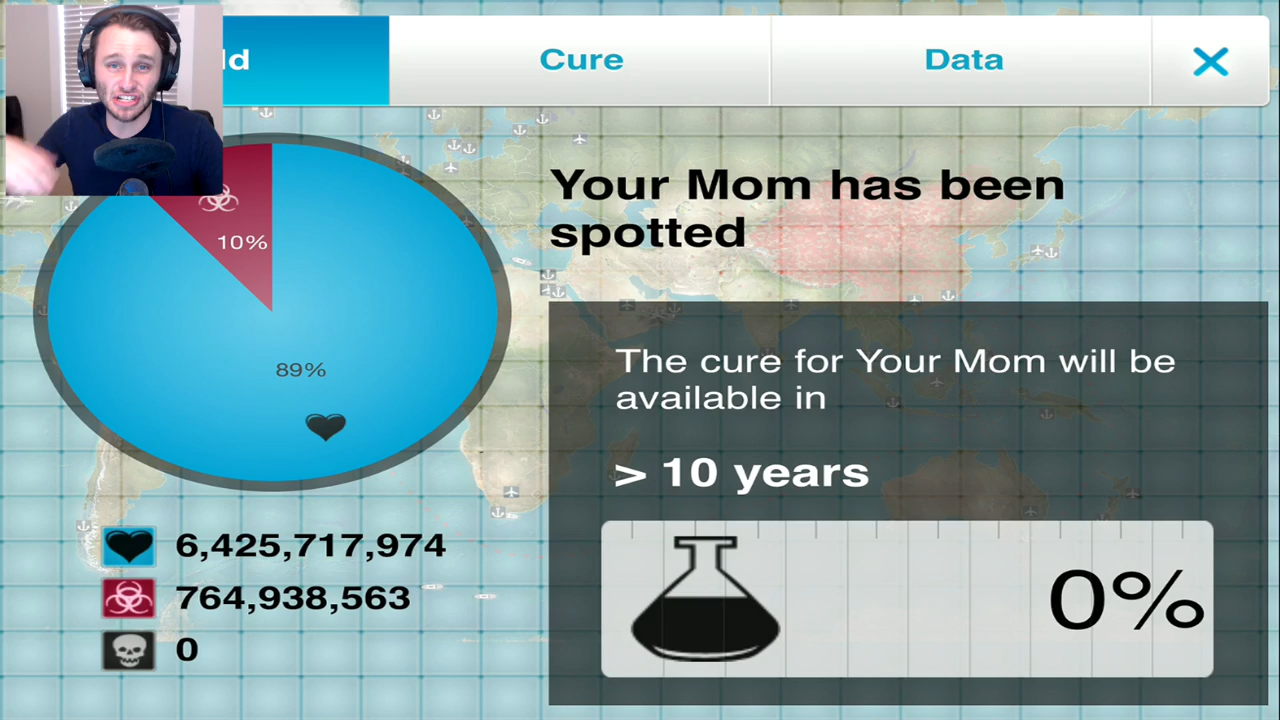 ld
Cure
Data
Your Mom has been
spotted
10%
89%
The cure for Your Mom will be
available in
> 10 years
6,425,717,974
764,938,563
0
0%